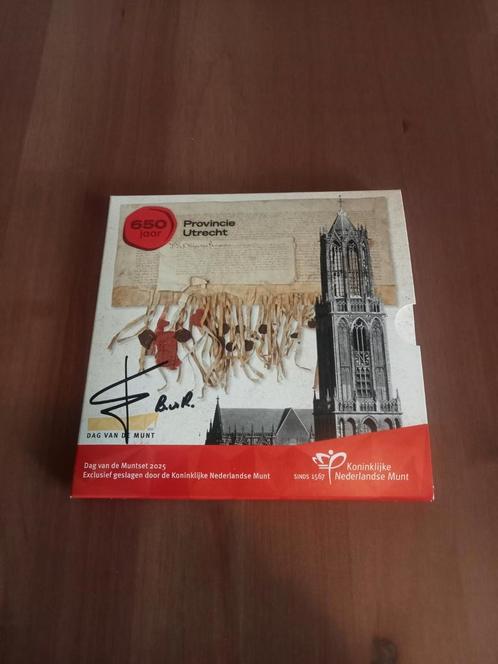 650
jaar
Provincie
Utrecht
B.v.R.
DAG VAN DE MUNT
Dag van de Muntset 2025
Exclusief geslagen door de Koninklijke Nederlandse Munt
SINDS 1567
Koninklijke
Nederlandse Munt